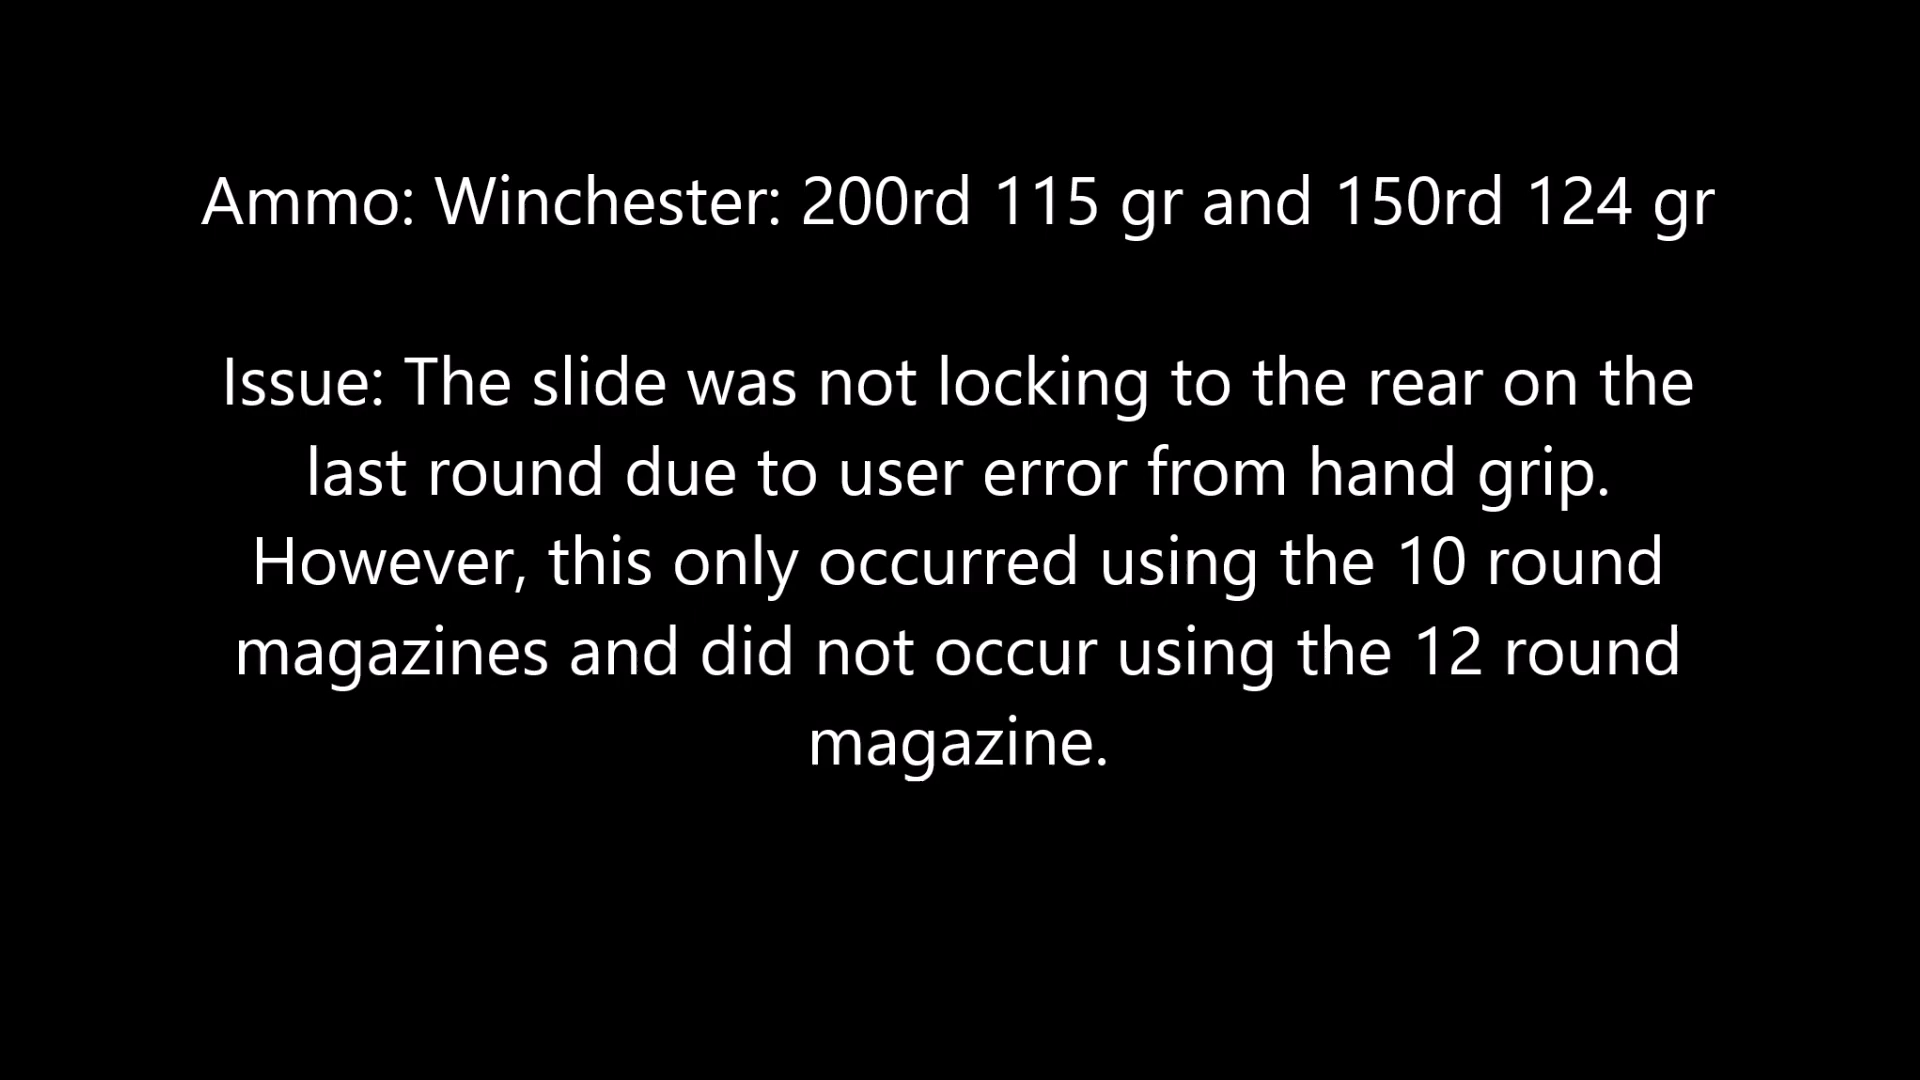 Ammo: Winchester: 200rd 115 gr and 150rd 124 gr
Issue: The slide was not locking to the rear on the
last round due to user error from hand grip.
However, this only occurred using the 10 round
magazines and did not occur using the 12 round
magazine.